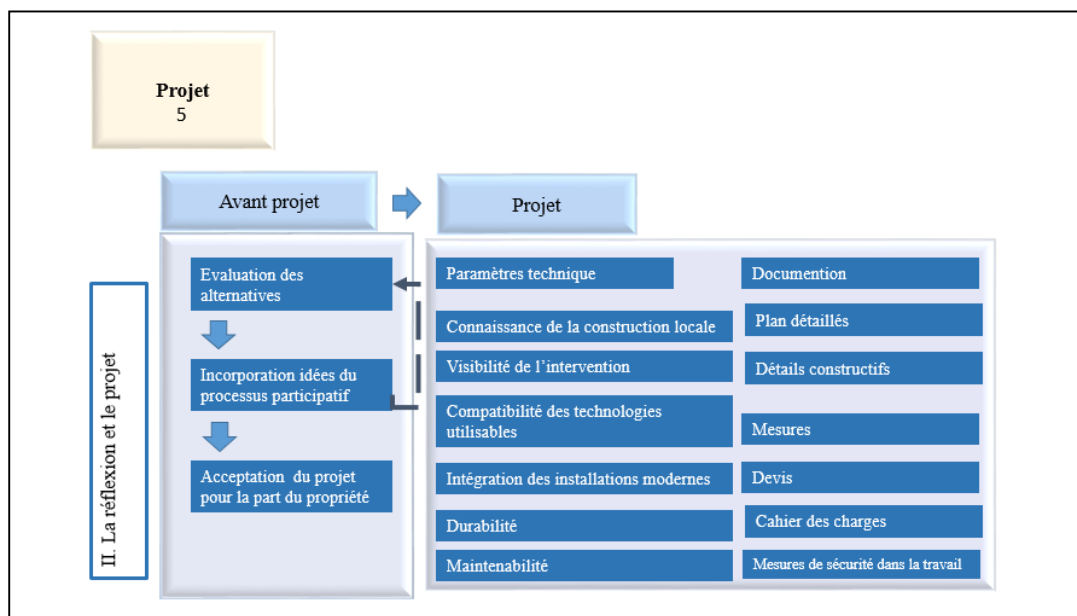 Projet
5
Avant projet
Projet
II. La réflexion et le projet
Evaluation des
alternatives
Incorporation idées du
processus participatif
Acceptation du projet
pour la part du propriété
Paramètres technique
Connaissance de la construction locale
Visibilité de l’intervention
Compatibilité des technologies
utilisables
Intégration des installations modernes
Durabilité
Maintenabilité
Documention
Plan détaillés
Détails constructifs
Mesures
Devis
Cahier des charges
Mesures de sécurité dans la travail